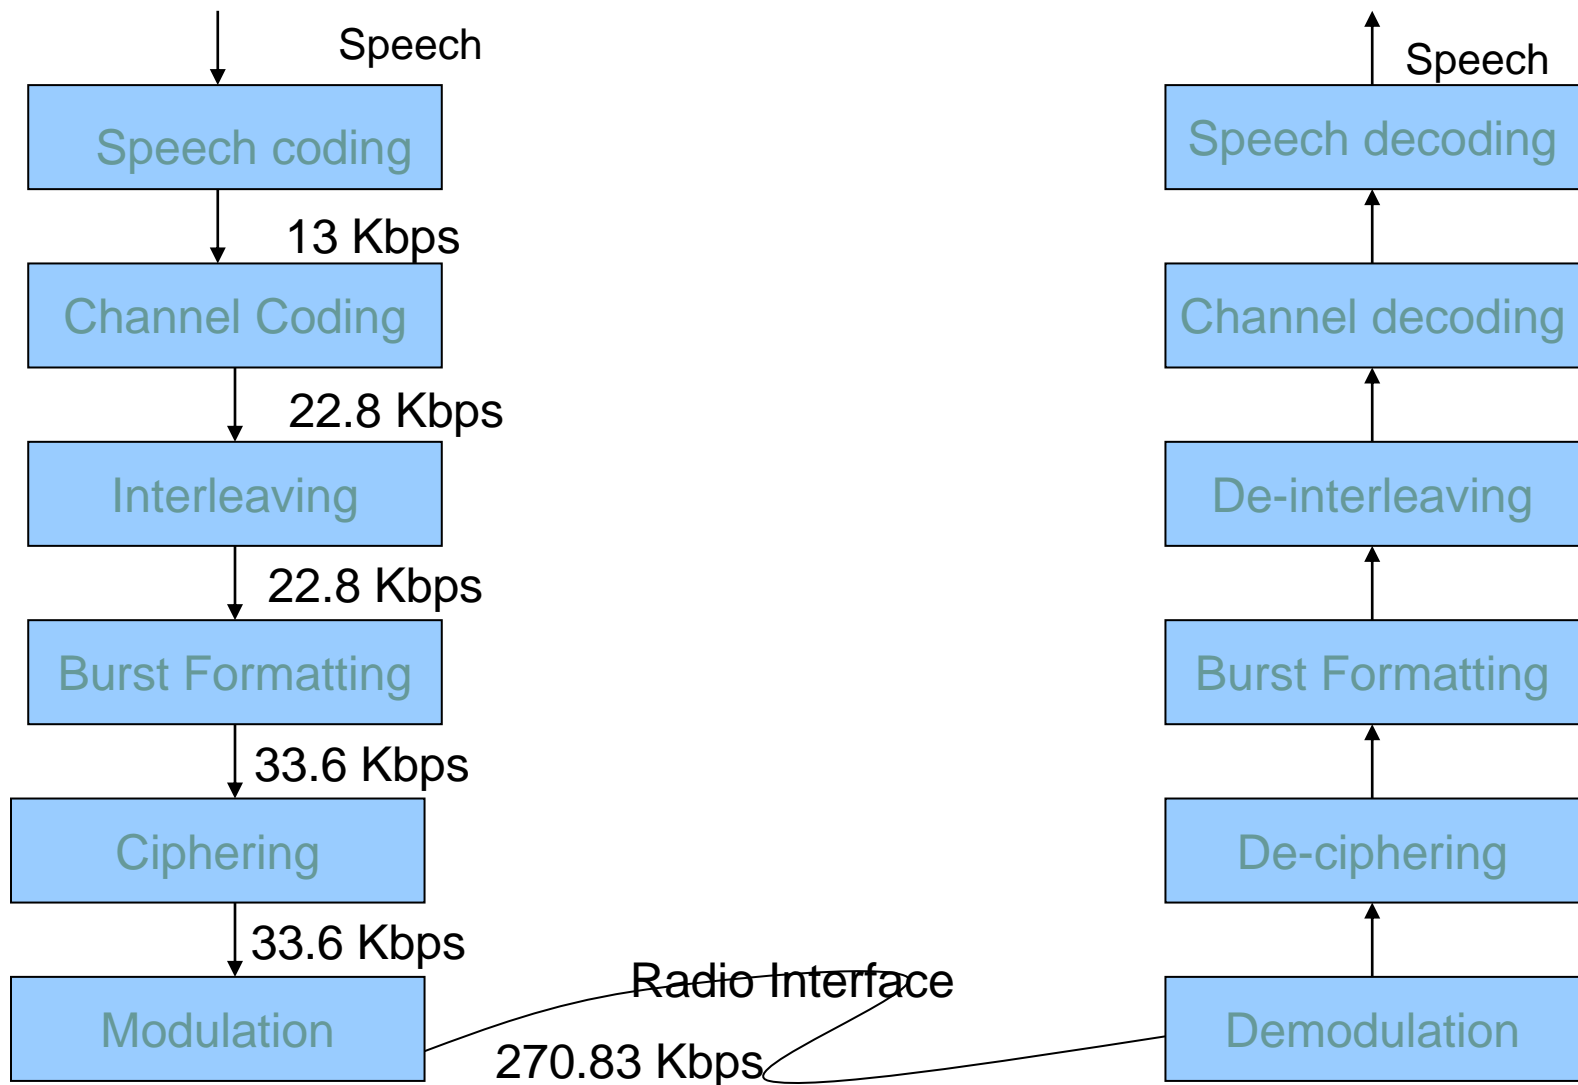 Speech
Speech coding
13 Kbps
Channel Coding
22.8 Kbps
Interleaving
22.8 Kbps
Burst Formatting
33.6 Kbps
Ciphering
33.6 Kbps
Modulation
Radio Interface
270.83 Kbps
Speech
Speech decoding
Channel decoding
De-interleaving
Burst Formatting
De-ciphering
Demodulation